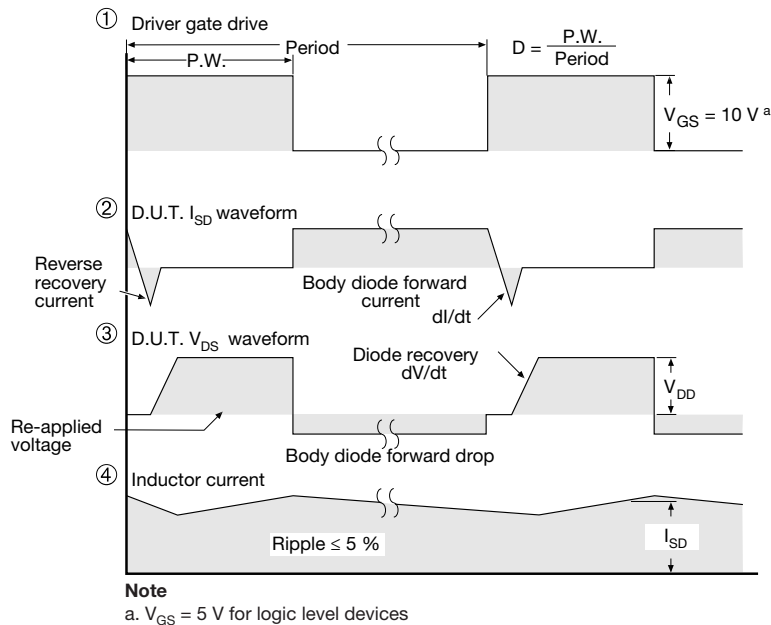 ① Driver gate drive
Period
P.W.
D = P.W. / Period
V_GS = 10 V ᵃ
② D.U.T. I_SD waveform
Reverse
recovery
current
Body diode forward
current
dI/dt
③ D.U.T. V_DS waveform
Diode recovery
dV/dt
V_DD
Re-applied
voltage
Body diode forward drop
④ Inductor current
Ripple ≤ 5 %
I_SD
Note
a. V_GS = 5 V for logic level devices